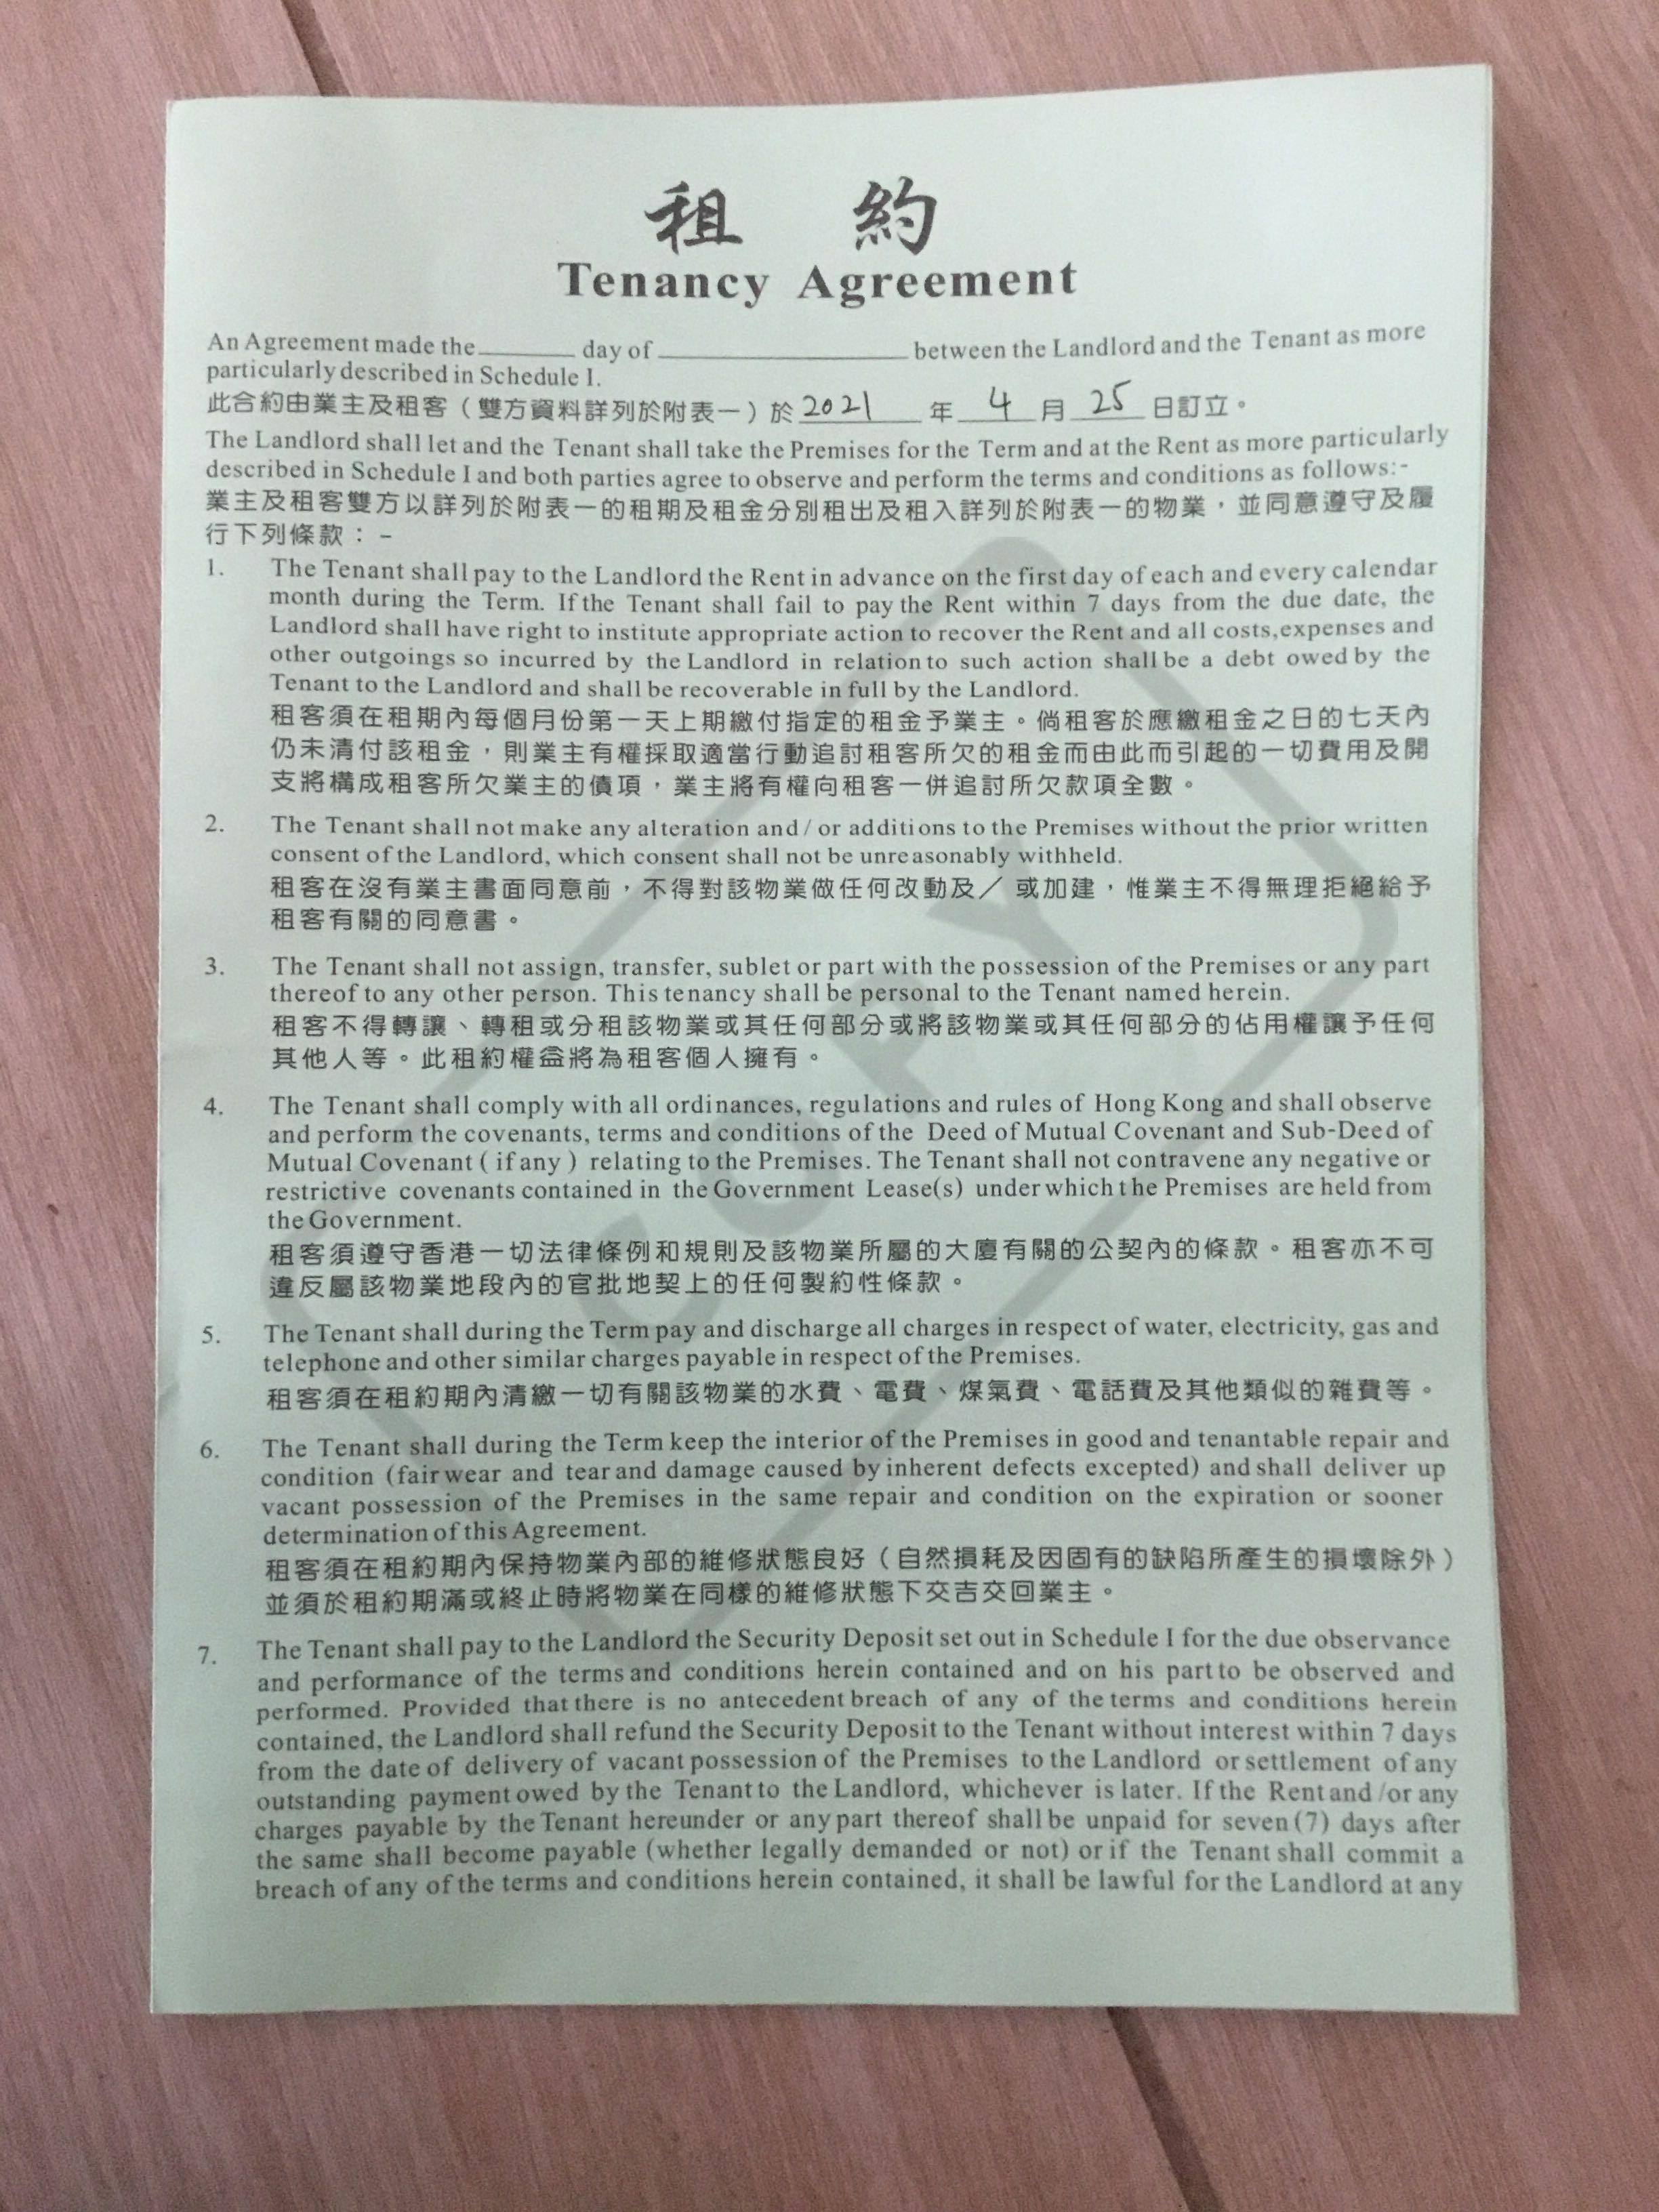 租 約
Tenancy Agreement
An Agreement made the________ day of ________________ between the Landlord and the Tenant as more
particularly described in Schedule I.
此合約由業主及租客（雙方資料詳列於附表一）於 2021 年 4 月 25 日訂立。
The Landlord shall let and the Tenant shall take the Premises for the Term and at the Rent as more particularly
described in Schedule I and both parties agree to observe and perform the terms and conditions as follows:-
業主及租客雙方以詳列於附表一的租期及租金分別租出及租入詳列於附表一的物業，並同意遵守及履
行下列條款：–
1. The Tenant shall pay to the Landlord the Rent in advance on the first day of each and every calendar
month during the Term. If the Tenant shall fail to pay the Rent within 7 days from the due date, the
Landlord shall have right to institute appropriate action to recover the Rent and all costs,expenses and
other outgoings so incurred by the Landlord in relation to such action shall be a debt owed by the
Tenant to the Landlord and shall be recoverable in full by the Landlord.
租客須在租期內每個月份第一天上期繳付指定的租金予業主。倘租客於應繳租金之日的七天內
仍未清付該租金，則業主有權採取適當行動追討租客所欠的租金而由此而引起的一切費用及開
支將構成租客所欠業主的債項，業主將有權向租客一併追討所欠款項全數。
2. The Tenant shall not make any alteration and / or additions to the Premises without the prior written
consent of the Landlord, which consent shall not be unreasonably withheld.
租客在沒有業主書面同意前，不得對該物業做任何改動及／或加建，惟業主不得無理拒絕給予
租客有關的同意書。
3. The Tenant shall not assign, transfer, sublet or part with the possession of the Premises or any part
thereof to any other person. This tenancy shall be personal to the Tenant named herein.
租客不得轉讓、轉租或分租該物業或其任何部分或將該物業或其任何部分的佔用權讓予任何
其他人等。此租約權益將為租客個人擁有。
4. The Tenant shall comply with all ordinances, regulations and rules of Hong Kong and shall observe
and perform the covenants, terms and conditions of the Deed of Mutual Covenant and Sub-Deed of
Mutual Covenant ( if any ) relating to the Premises. The Tenant shall not contravene any negative or
restrictive covenants contained in the Government Lease(s) under which the Premises are held from
the Government.
租客須遵守香港一切法律條例和規則及該物業所屬的大廈有關的公契內的條款。租客亦不可
違反屬該物業地段內的官批地契上的任何製約性條款。
5. The Tenant shall during the Term pay and discharge all charges in respect of water, electricity, gas and
telephone and other similar charges payable in respect of the Premises.
租客須在租約期內清繳一切有關該物業的水費、電費、煤氣費、電話費及其他類似的雜費等。
6. The Tenant shall during the Term keep the interior of the Premises in good and tenantable repair and
condition (fair wear and tear and damage caused by inherent defects excepted) and shall deliver up
vacant possession of the Premises in the same repair and condition on the expiration or sooner
determination of this Agreement.
租客須在租約期內保持物業內部的維修狀態良好（自然損耗及因固有的缺陷所產生的損壞除外）
並須於租約期滿或終止時將物業在同樣的維修狀態下交吉交回業主。
7. The Tenant shall pay to the Landlord the Security Deposit set out in Schedule I for the due observance
and performance of the terms and conditions herein contained and on his part to be observed and
performed. Provided that there is no antecedent breach of any of the terms and conditions herein
contained, the Landlord shall refund the Security Deposit to the Tenant without interest within 7 days
from the date of delivery of vacant possession of the Premises to the Landlord or settlement of any
outstanding payment owed by the Tenant to the Landlord, whichever is later. If the Rent and /or any
charges payable by the Tenant hereunder or any part thereof shall be unpaid for seven (7) days after
the same shall become payable (whether legally demanded or not) or if the Tenant shall commit a
breach of any of the terms and conditions herein contained, it shall be lawful for the Landlord at any
COPY